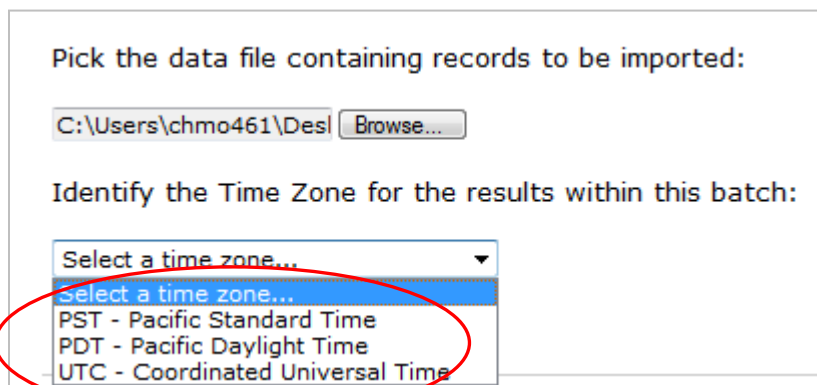 Pick the data file containing records to be imported:
C:\Users\chmo461\Desl Browse...
Identify the Time Zone for the results within this batch:
Select a time zone...
Select a time zone...
PST - Pacific Standard Time
PDT - Pacific Daylight Time
UTC - Coordinated Universal Time